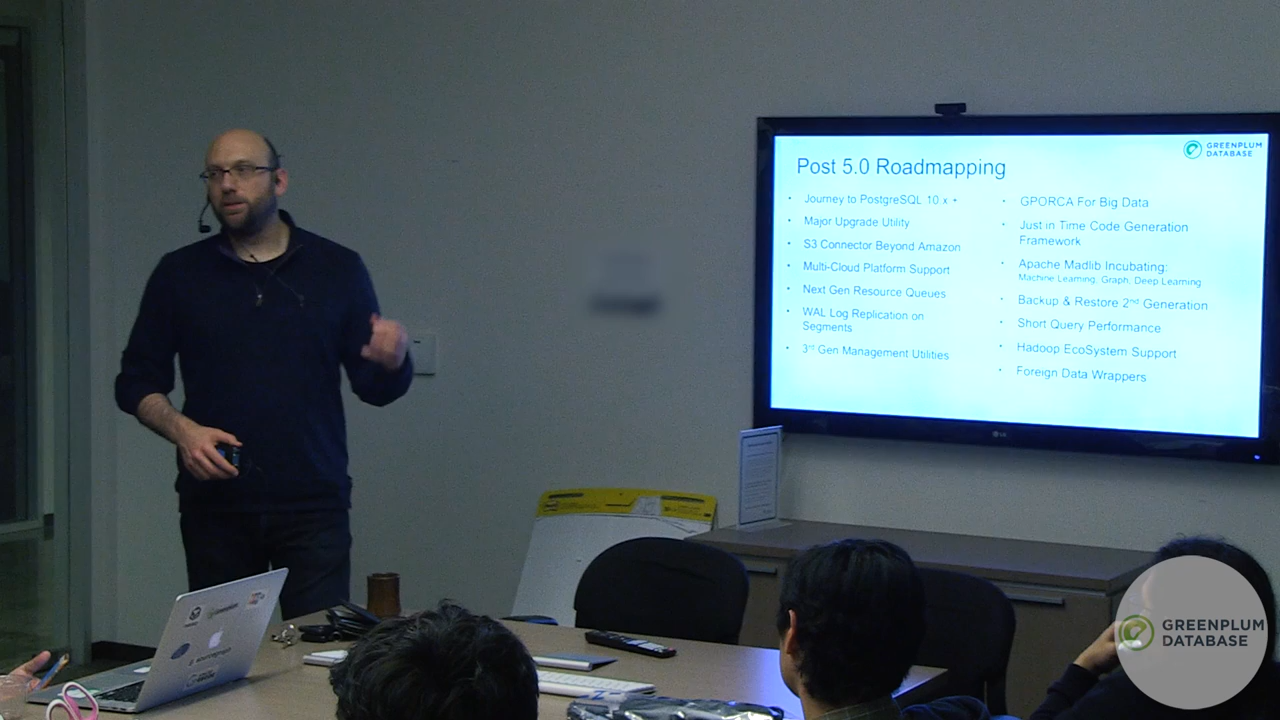 GREENPLUM
DATABASE
Post 5.0 Roadmapping
Journey to PostgreSQL 10.x +
Major Upgrade Utility
S3 Connector Beyond Amazon
Multi-Cloud Platform Support
Next Gen Resource Queues
WAL Log Replication on
Segments
3rd Gen Management Utilities
GPORCA For Big Data
Just in Time Code Generation
Framework
Apache Madlib Incubating:
Machine Learning, Graph, Deep Learning
Backup & Restore 2nd Generation
Short Query Performance
Hadoop EcoSystem Support
Foreign Data Wrappers
LG
GREENPLUM
DATABASE